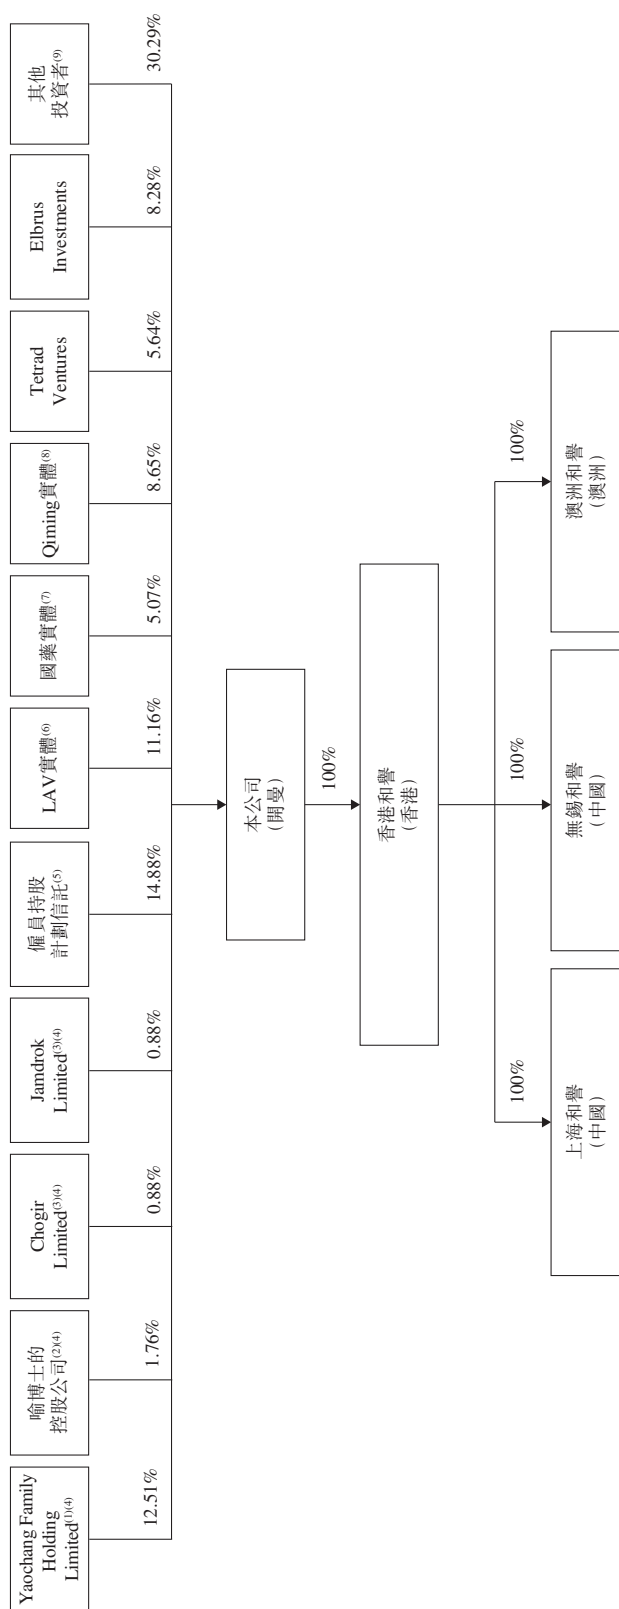 Yaochang Family
Holding
Limited(1)(4)
喻博士的
控股公司(2)(4)
Chogir
Limited(3)(4)
Jamdrok
Limited(3)(4)
僱員持股
計劃信託(5)
LAV實體(6)
國藥實體(7)
Qiming實體(8)
Tetrad
Ventures
Elbrus
Investments
其他
投資者(9)
12.51%
1.76%
0.88%
0.88%
14.88%
11.16%
5.07%
8.65%
5.64%
8.28%
30.29%
本公司
(開曼)
100%
香港和譽
(香港)
100%
100%
100%
上海和譽
(中國)
無錫和譽
(中國)
澳洲和譽
(澳洲)